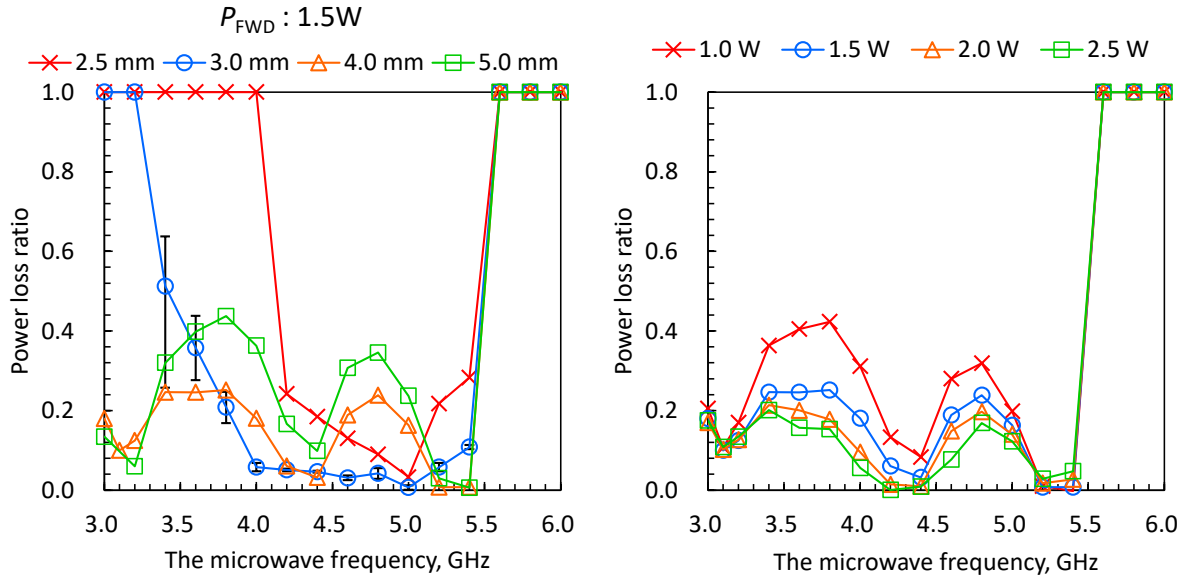 P_FWD : 1.5W
2.5 mm 3.0 mm 4.0 mm 5.0 mm
1.0
0.8
0.6
0.4
0.2
0.0
Power loss ratio
3.0 3.5 4.0 4.5 5.0 5.5 6.0
The microwave frequency, GHz
1.0 W 1.5 W 2.0 W 2.5 W
1.0
0.8
0.6
0.4
0.2
0.0
Power loss ratio
3.0 3.5 4.0 4.5 5.0 5.5 6.0
The microwave frequency, GHz